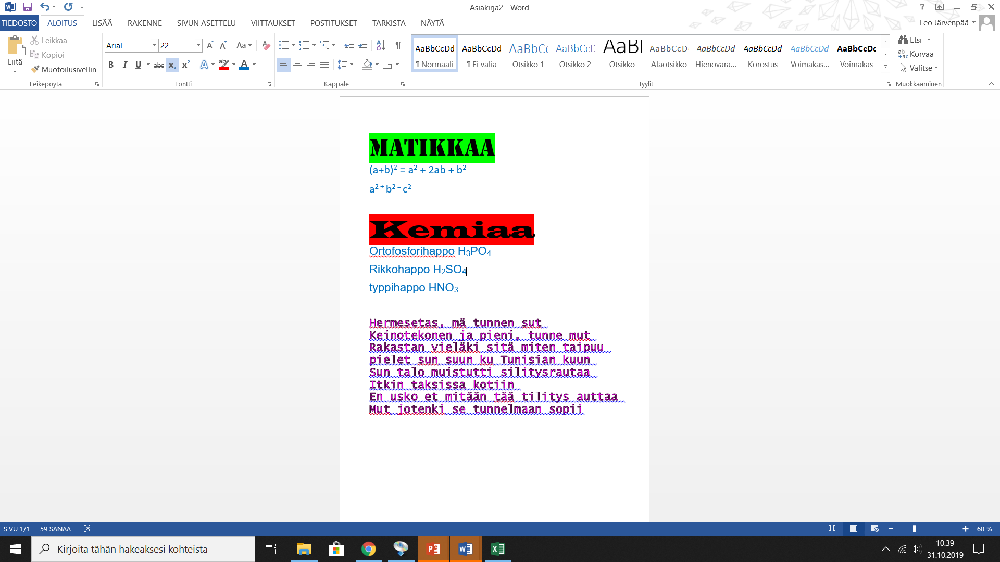 Asiakirja2 - Word
TIEDOSTO ALOITUS LISÄÄ RAKENNE SIVUN ASETTELU VIITTAUKSET POSTITUKSET TARKISTA NÄYTÄ
Leo Järvenpää
Liitä
Leikkaa
Kopioi
Muotoilusivellin
Leikepöytä
Arial 22
Fontti
Kappale
AaBbCcDd AaBbCcDd AaBbCc AaBbCcD AaBl AaBbCcD AaBbCcDd AaBbCcDd AaBbCcDd AaBbCcDc
¶ Normaali ¶ Ei väliä Otsikko 1 Otsikko 2 Otsikko Alaotsikko Hienovara... Korostus Voimakas... Voimakas
Tyylit
Etsi
Korvaa
Valitse
Muokkaaminen
MATIKKAA
(a+b)² = a² + 2ab + b²
a² ⁺ b² ⁼ c²
Kemiaa
Ortofosforihappo H₃PO₄
Rikkohappo H₂SO₄
typpihappo HNO₃
Hermesetas, mä tunnen sut
Keinotekonen ja pieni, tunne mut
Rakastan vieläki sitä miten taipuu
pielet sun suun ku Tunisian kuun
Sun talo muistutti silitysrautaa
Itkin taksissa kotiin
En usko et mitään tää tilitys auttaa
Mut jotenki se tunnelmaan sopii
SIVU 1/1 59 SANAA 60 %
Kirjoita tähän hakeaksesi kohteista
10.39
31.10.2019